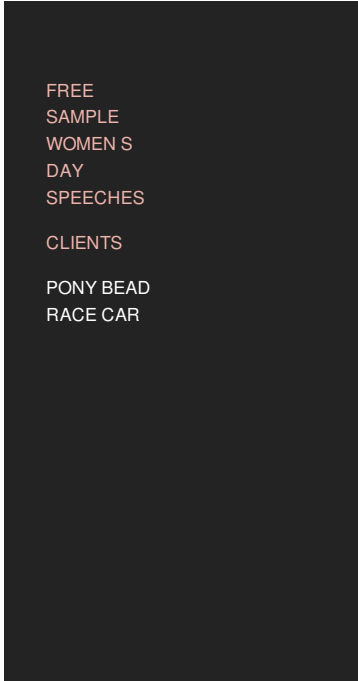 FREE
SAMPLE
WOMEN S
DAY
SPEECHES
CLIENTS
PONY BEAD
RACE CAR